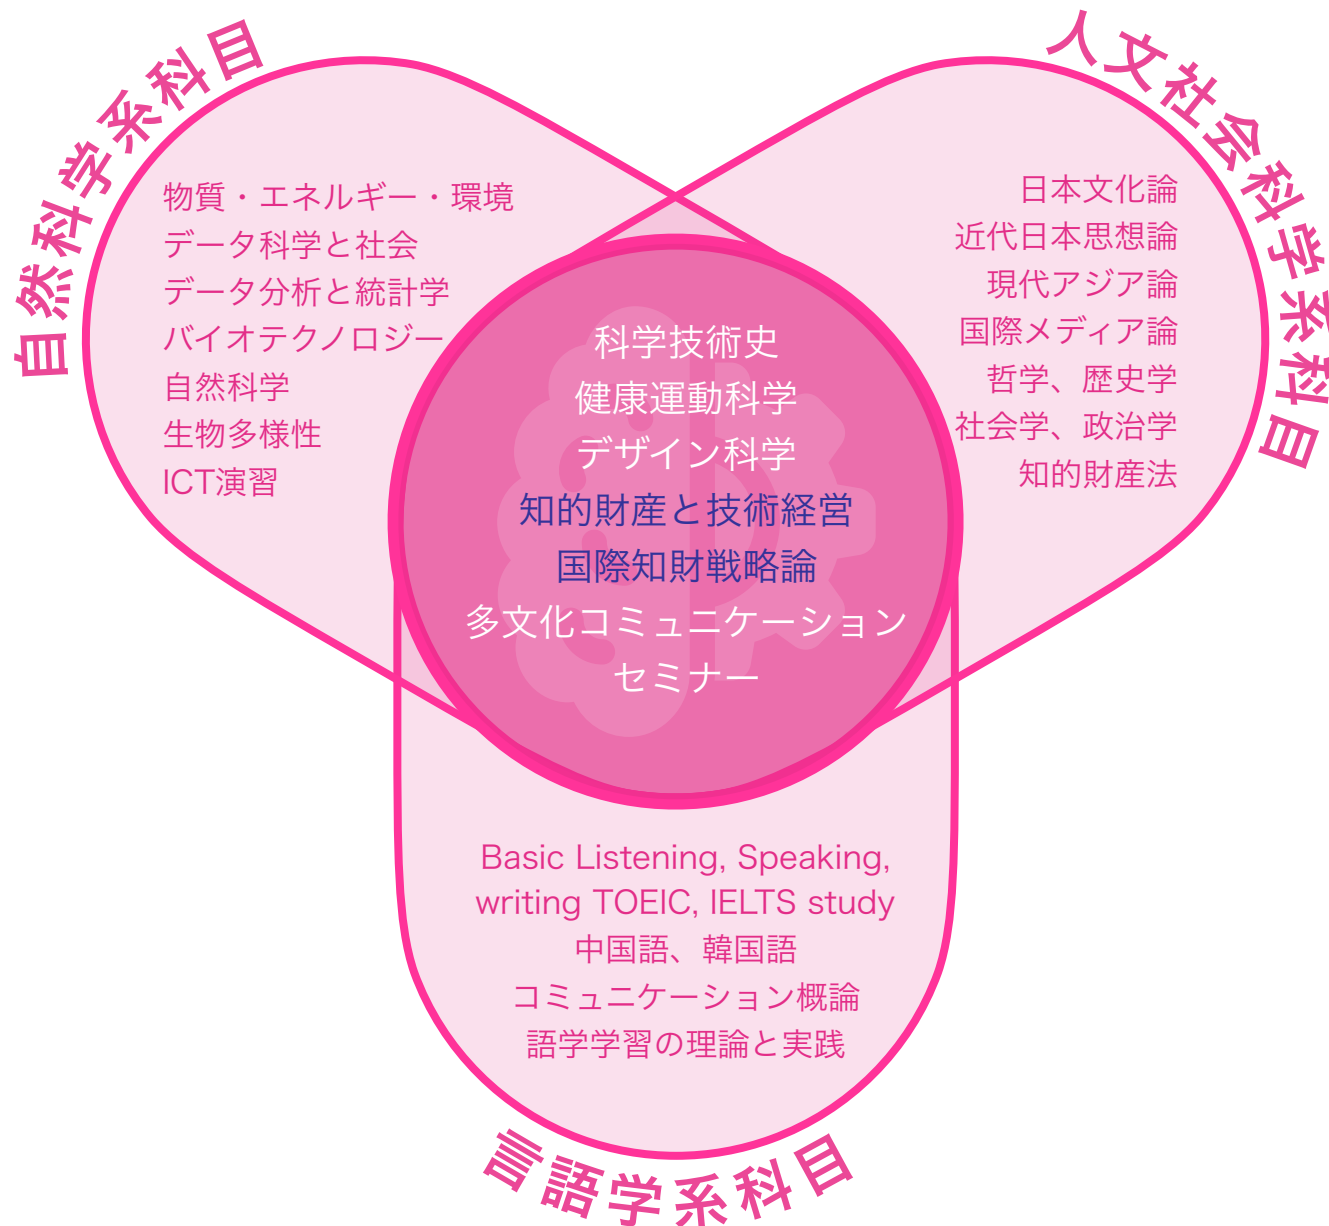 自然科学系科目
物質・エネルギー・環境
データ科学と社会
データ分析と統計学
バイオテクノロジー
自然科学
生物多様性
ICT演習
人文社会科学系科目
日本文化論
近代日本思想論
現代アジア論
国際メディア論
哲学、歴史学
社会学、政治学
知的財産法
科学技術史
健康運動科学
デザイン科学
知的財産と技術経営
国際知財戦略論
多文化コミュニケーション
セミナー
Basic Listening, Speaking,
writing TOEIC, IELTS study
中国語、韓国語
コミュニケーション概論
語学学習の理論と実践
言語学系科目